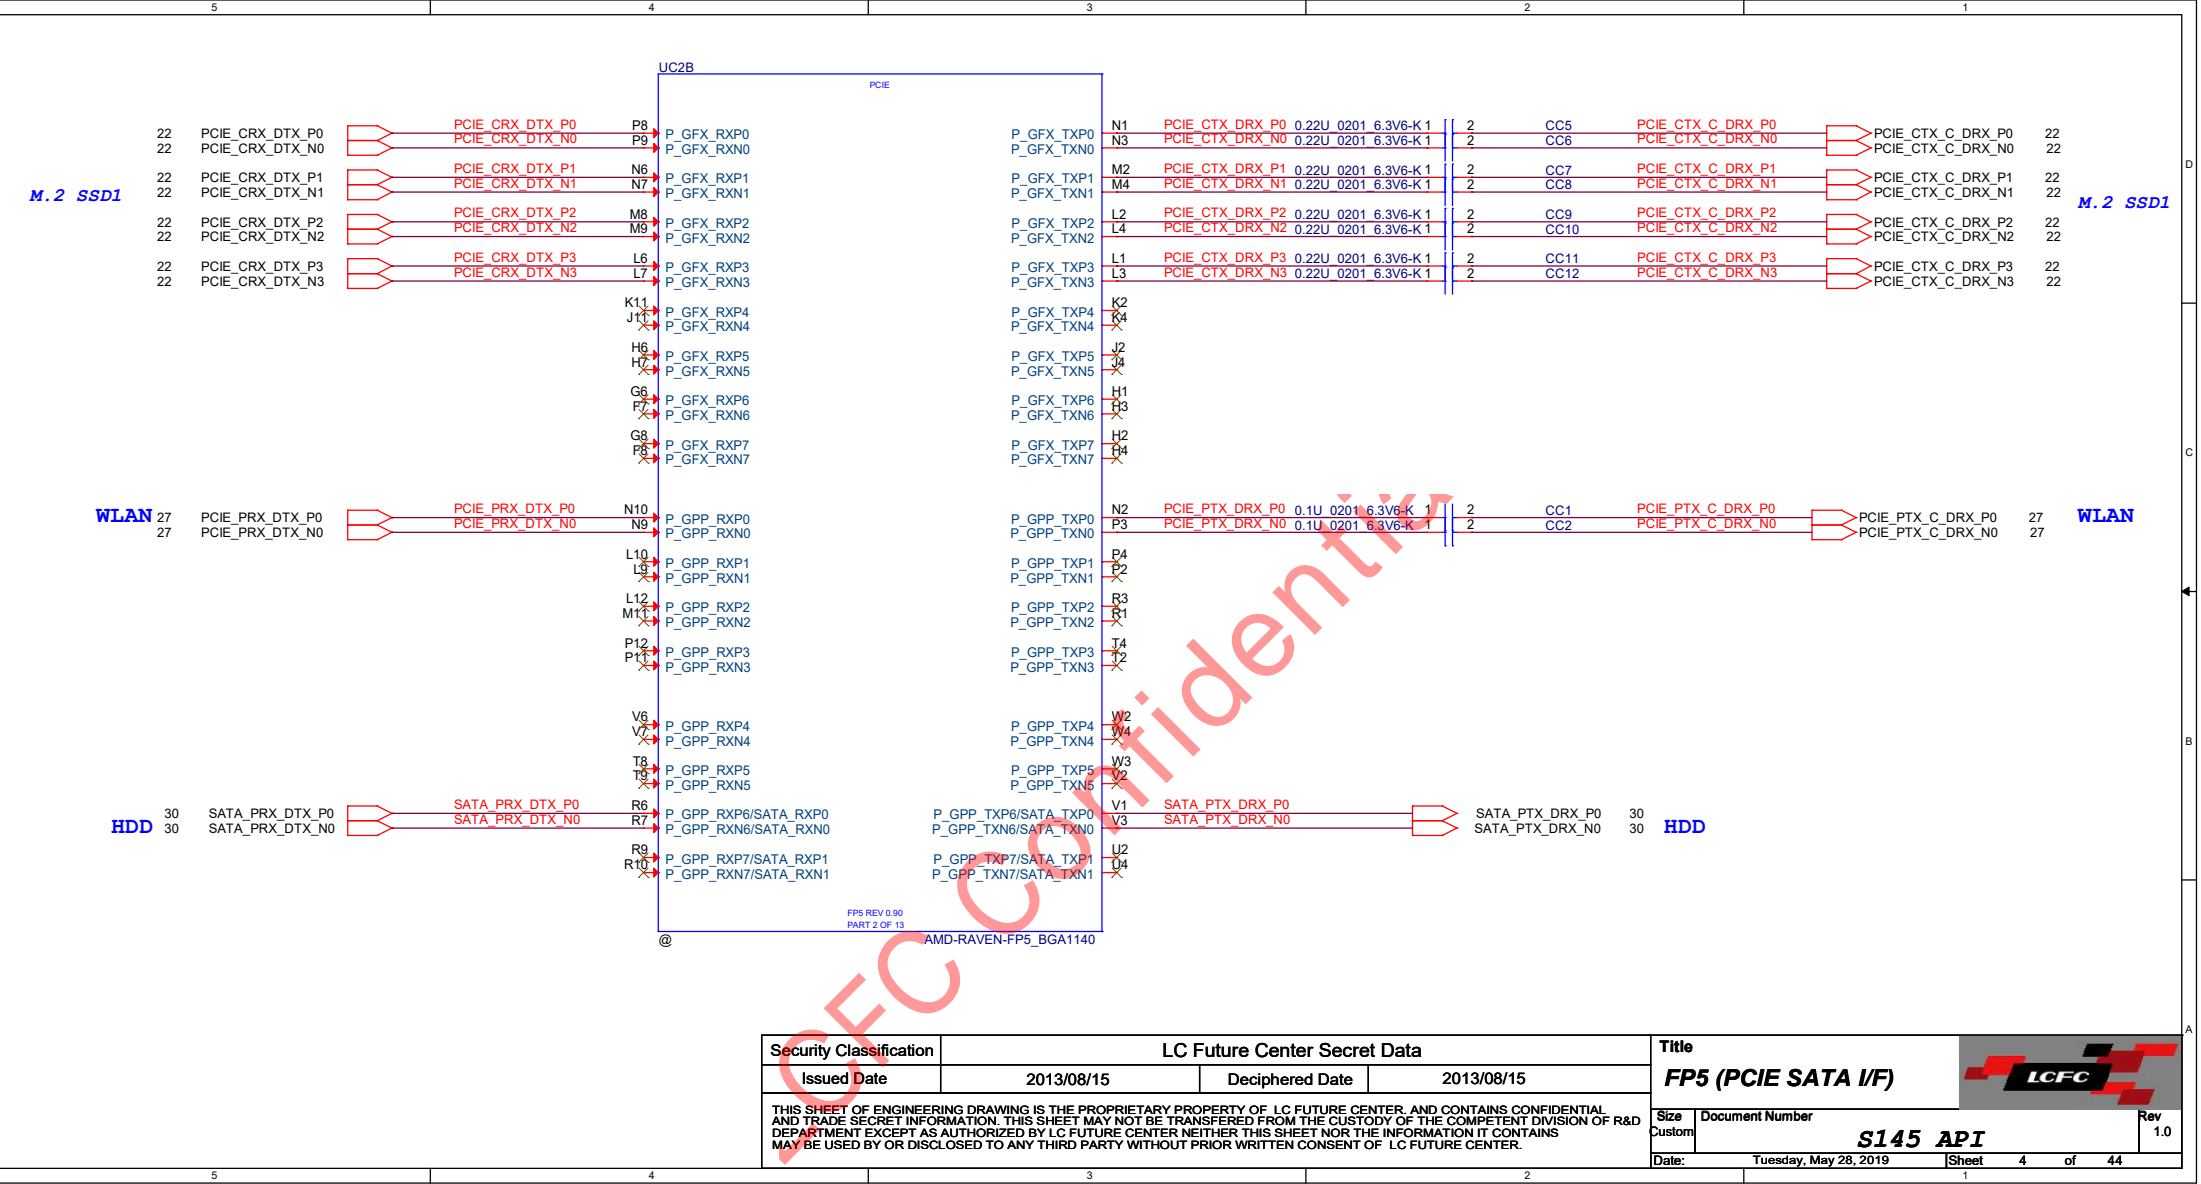 5 4 3 2 1
UC2B
PCIE
22 PCIE_CRX_DTX_P0 PCIE_CRX_DTX_P0 P8 P_GFX_RXP0 P_GFX_TXP0 N1 PCIE_CTX_DRX_P0 0.22U_0201_6.3V6-K 1 2 CC5 PCIE_CTX_C_DRX_P0 PCIE_CTX_C_DRX_P0 22
22 PCIE_CRX_DTX_N0 PCIE_CRX_DTX_N0 P9 P_GFX_RXN0 P_GFX_TXN0 N3 PCIE_CTX_DRX_N0 0.22U_0201_6.3V6-K 1 2 CC6 PCIE_CTX_C_DRX_N0 PCIE_CTX_C_DRX_N0 22
D
22 PCIE_CRX_DTX_P1 PCIE_CRX_DTX_P1 N6 P_GFX_RXP1 P_GFX_TXP1 M2 PCIE_CTX_DRX_P1 0.22U_0201_6.3V6-K 1 2 CC7 PCIE_CTX_C_DRX_P1 PCIE_CTX_C_DRX_P1 22
22 PCIE_CRX_DTX_N1 PCIE_CRX_DTX_N1 N7 P_GFX_RXN1 P_GFX_TXN1 M4 PCIE_CTX_DRX_N1 0.22U_0201_6.3V6-K 1 2 CC8 PCIE_CTX_C_DRX_N1 PCIE_CTX_C_DRX_N1 22
M.2 SSD1 M.2 SSD1
22 PCIE_CRX_DTX_P2 PCIE_CRX_DTX_P2 M8 P_GFX_RXP2 P_GFX_TXP2 L2 PCIE_CTX_DRX_P2 0.22U_0201_6.3V6-K 1 2 CC9 PCIE_CTX_C_DRX_P2 PCIE_CTX_C_DRX_P2 22
22 PCIE_CRX_DTX_N2 PCIE_CRX_DTX_N2 M9 P_GFX_RXN2 P_GFX_TXN2 L4 PCIE_CTX_DRX_N2 0.22U_0201_6.3V6-K 1 2 CC10 PCIE_CTX_C_DRX_N2 PCIE_CTX_C_DRX_N2 22
22 PCIE_CRX_DTX_P3 PCIE_CRX_DTX_P3 L6 P_GFX_RXP3 P_GFX_TXP3 L1 PCIE_CTX_DRX_P3 0.22U_0201_6.3V6-K 1 2 CC11 PCIE_CTX_C_DRX_P3 PCIE_CTX_C_DRX_P3 22
22 PCIE_CRX_DTX_N3 PCIE_CRX_DTX_N3 L7 P_GFX_RXN3 P_GFX_TXN3 L3 PCIE_CTX_DRX_N3 0.22U_0201_6.3V6-K 1 2 CC12 PCIE_CTX_C_DRX_N3 PCIE_CTX_C_DRX_N3 22
K11 P_GFX_RXP4 P_GFX_TXP4 K2
J11 P_GFX_RXN4 P_GFX_TXN4 K4
H6 P_GFX_RXP5 P_GFX_TXP5 J2
H7 P_GFX_RXN5 P_GFX_TXN5 J4
G6 P_GFX_RXP6 P_GFX_TXP6 H1
F7 P_GFX_RXN6 P_GFX_TXN6 H3
G8 P_GFX_RXP7 P_GFX_TXP7 H2
F8 P_GFX_RXN7 P_GFX_TXN7 H4
C
WLAN 27 PCIE_PRX_DTX_P0 PCIE_PRX_DTX_P0 N10 P_GPP_RXP0 P_GPP_TXP0 N2 PCIE_PTX_DRX_P0 0.1U_0201_6.3V6-K 1 2 CC1 PCIE_PTX_C_DRX_P0 PCIE_PTX_C_DRX_P0 27 WLAN
27 PCIE_PRX_DTX_N0 PCIE_PRX_DTX_N0 N9 P_GPP_RXN0 P_GPP_TXN0 P3 PCIE_PTX_DRX_N0 0.1U_0201_6.3V6-K 1 2 CC2 PCIE_PTX_C_DRX_N0 PCIE_PTX_C_DRX_N0 27
L10 P_GPP_RXP1 P_GPP_TXP1 P4
L9 P_GPP_RXN1 P_GPP_TXN1 P2
L12 P_GPP_RXP2 P_GPP_TXP2 R3
M11 P_GPP_RXN2 P_GPP_TXN2 R1
P12 P_GPP_RXP3 P_GPP_TXP3 T4
P11 P_GPP_RXN3 P_GPP_TXN3 T2
V6 P_GPP_RXP4 P_GPP_TXP4 W2
V7 P_GPP_RXN4 P_GPP_TXN4 W4
B
T8 P_GPP_RXP5 P_GPP_TXP5 W3
T9 P_GPP_RXN5 P_GPP_TXN5 V2
30 SATA_PRX_DTX_P0 SATA_PRX_DTX_P0 R6 P_GPP_RXP6/SATA_RXP0 P_GPP_TXP6/SATA_TXP0 V1 SATA_PTX_DRX_P0 SATA_PTX_DRX_P0 30
HDD 30 SATA_PRX_DTX_N0 SATA_PRX_DTX_N0 R7 P_GPP_RXN6/SATA_RXN0 P_GPP_TXN6/SATA_TXN0 V3 SATA_PTX_DRX_N0 SATA_PTX_DRX_N0 30 HDD
R9 P_GPP_RXP7/SATA_RXP1 P_GPP_TXP7/SATA_TXP1 U2
R10 P_GPP_RXN7/SATA_RXN1 P_GPP_TXN7/SATA_TXN1 U4
FP5 REV 0.90
PART 2 OF 13
@ AMD-RAVEN-FP5_BGA1140
CFC Confidential
A
Security Classification LC Future Center Secret Data
Issued Date 2013/08/15 Deciphered Date 2013/08/15
THIS SHEET OF ENGINEERING DRAWING IS THE PROPRIETARY PROPERTY OF LC FUTURE CENTER. AND CONTAINS CONFIDENTIAL
AND TRADE SECRET INFORMATION. THIS SHEET MAY NOT BE TRANSFERED FROM THE CUSTODY OF THE COMPETENT DIVISION OF R&D
DEPARTMENT EXCEPT AS AUTHORIZED BY LC FUTURE CENTER NEITHER THIS SHEET NOR THE INFORMATION IT CONTAINS
MAY BE USED BY OR DISCLOSED TO ANY THIRD PARTY WITHOUT PRIOR WRITTEN CONSENT OF LC FUTURE CENTER.
Title
FP5 (PCIE SATA I/F)
LCFC
Size Document Number Rev
Custom S145 API 1.0
Date: Tuesday, May 28, 2019 Sheet 4 of 44
5 4 3 2 1